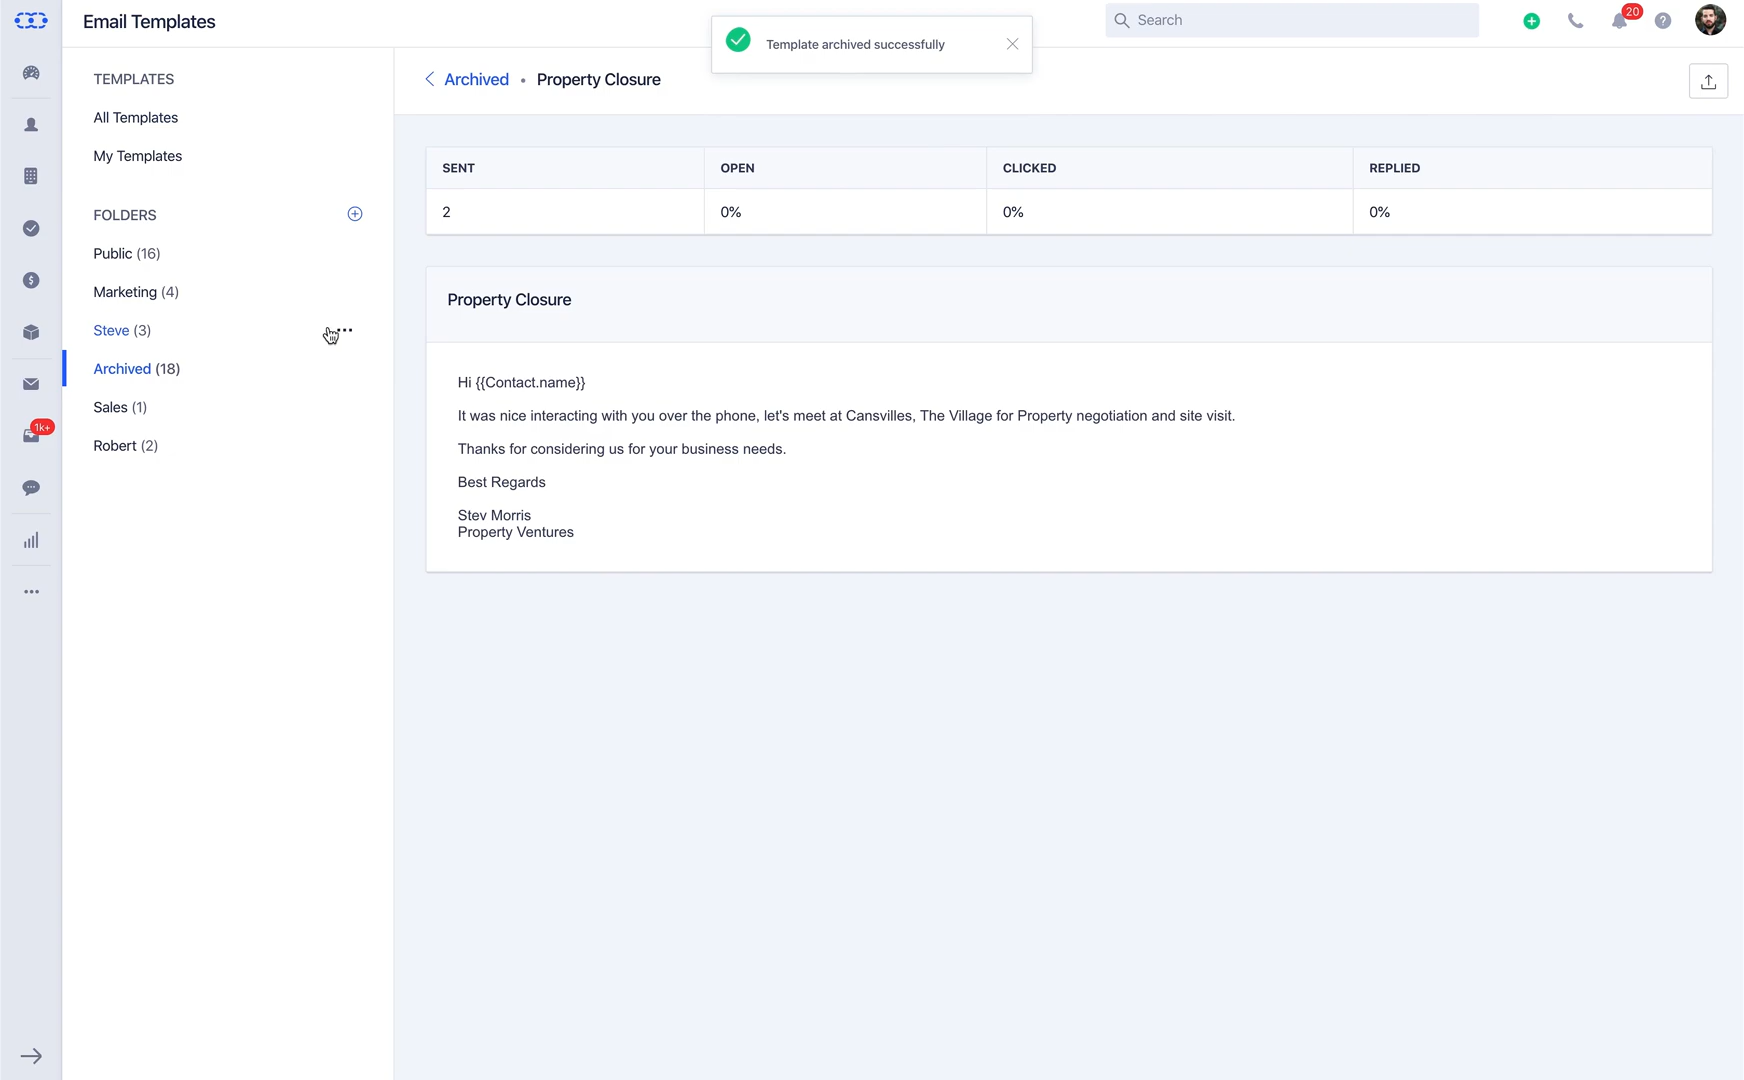 Email Templates
Template archived successfully
Search
20
TEMPLATES
All Templates
My Templates
FOLDERS
Public (16)
Marketing (4)
Steve (3)
Archived (18)
Sales (1)
Robert (2)
1k+
Archived • Property Closure
SENT OPEN CLICKED REPLIED
2 0% 0% 0%
Property Closure
Hi {{Contact.name}}
It was nice interacting with you over the phone, let's meet at Cansvilles, The Village for Property negotiation and site visit.
Thanks for considering us for your business needs.
Best Regards
Stev Morris
Property Ventures